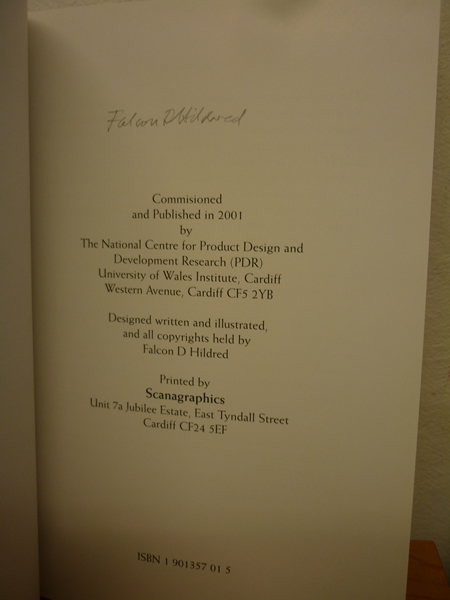 Falcon D Hildred
Commisioned
and Published in 2001
by
The National Centre for Product Design and
Development Research (PDR)
University of Wales Institute, Cardiff
Western Avenue, Cardiff CF5 2YB
Designed written and illustrated,
and all copyrights held by
Falcon D Hildred
Printed by
Scanagraphics
Unit 7a Jubilee Estate, East Tyndall Street
Cardiff CF24 5EF
ISBN 1 901357 01 5